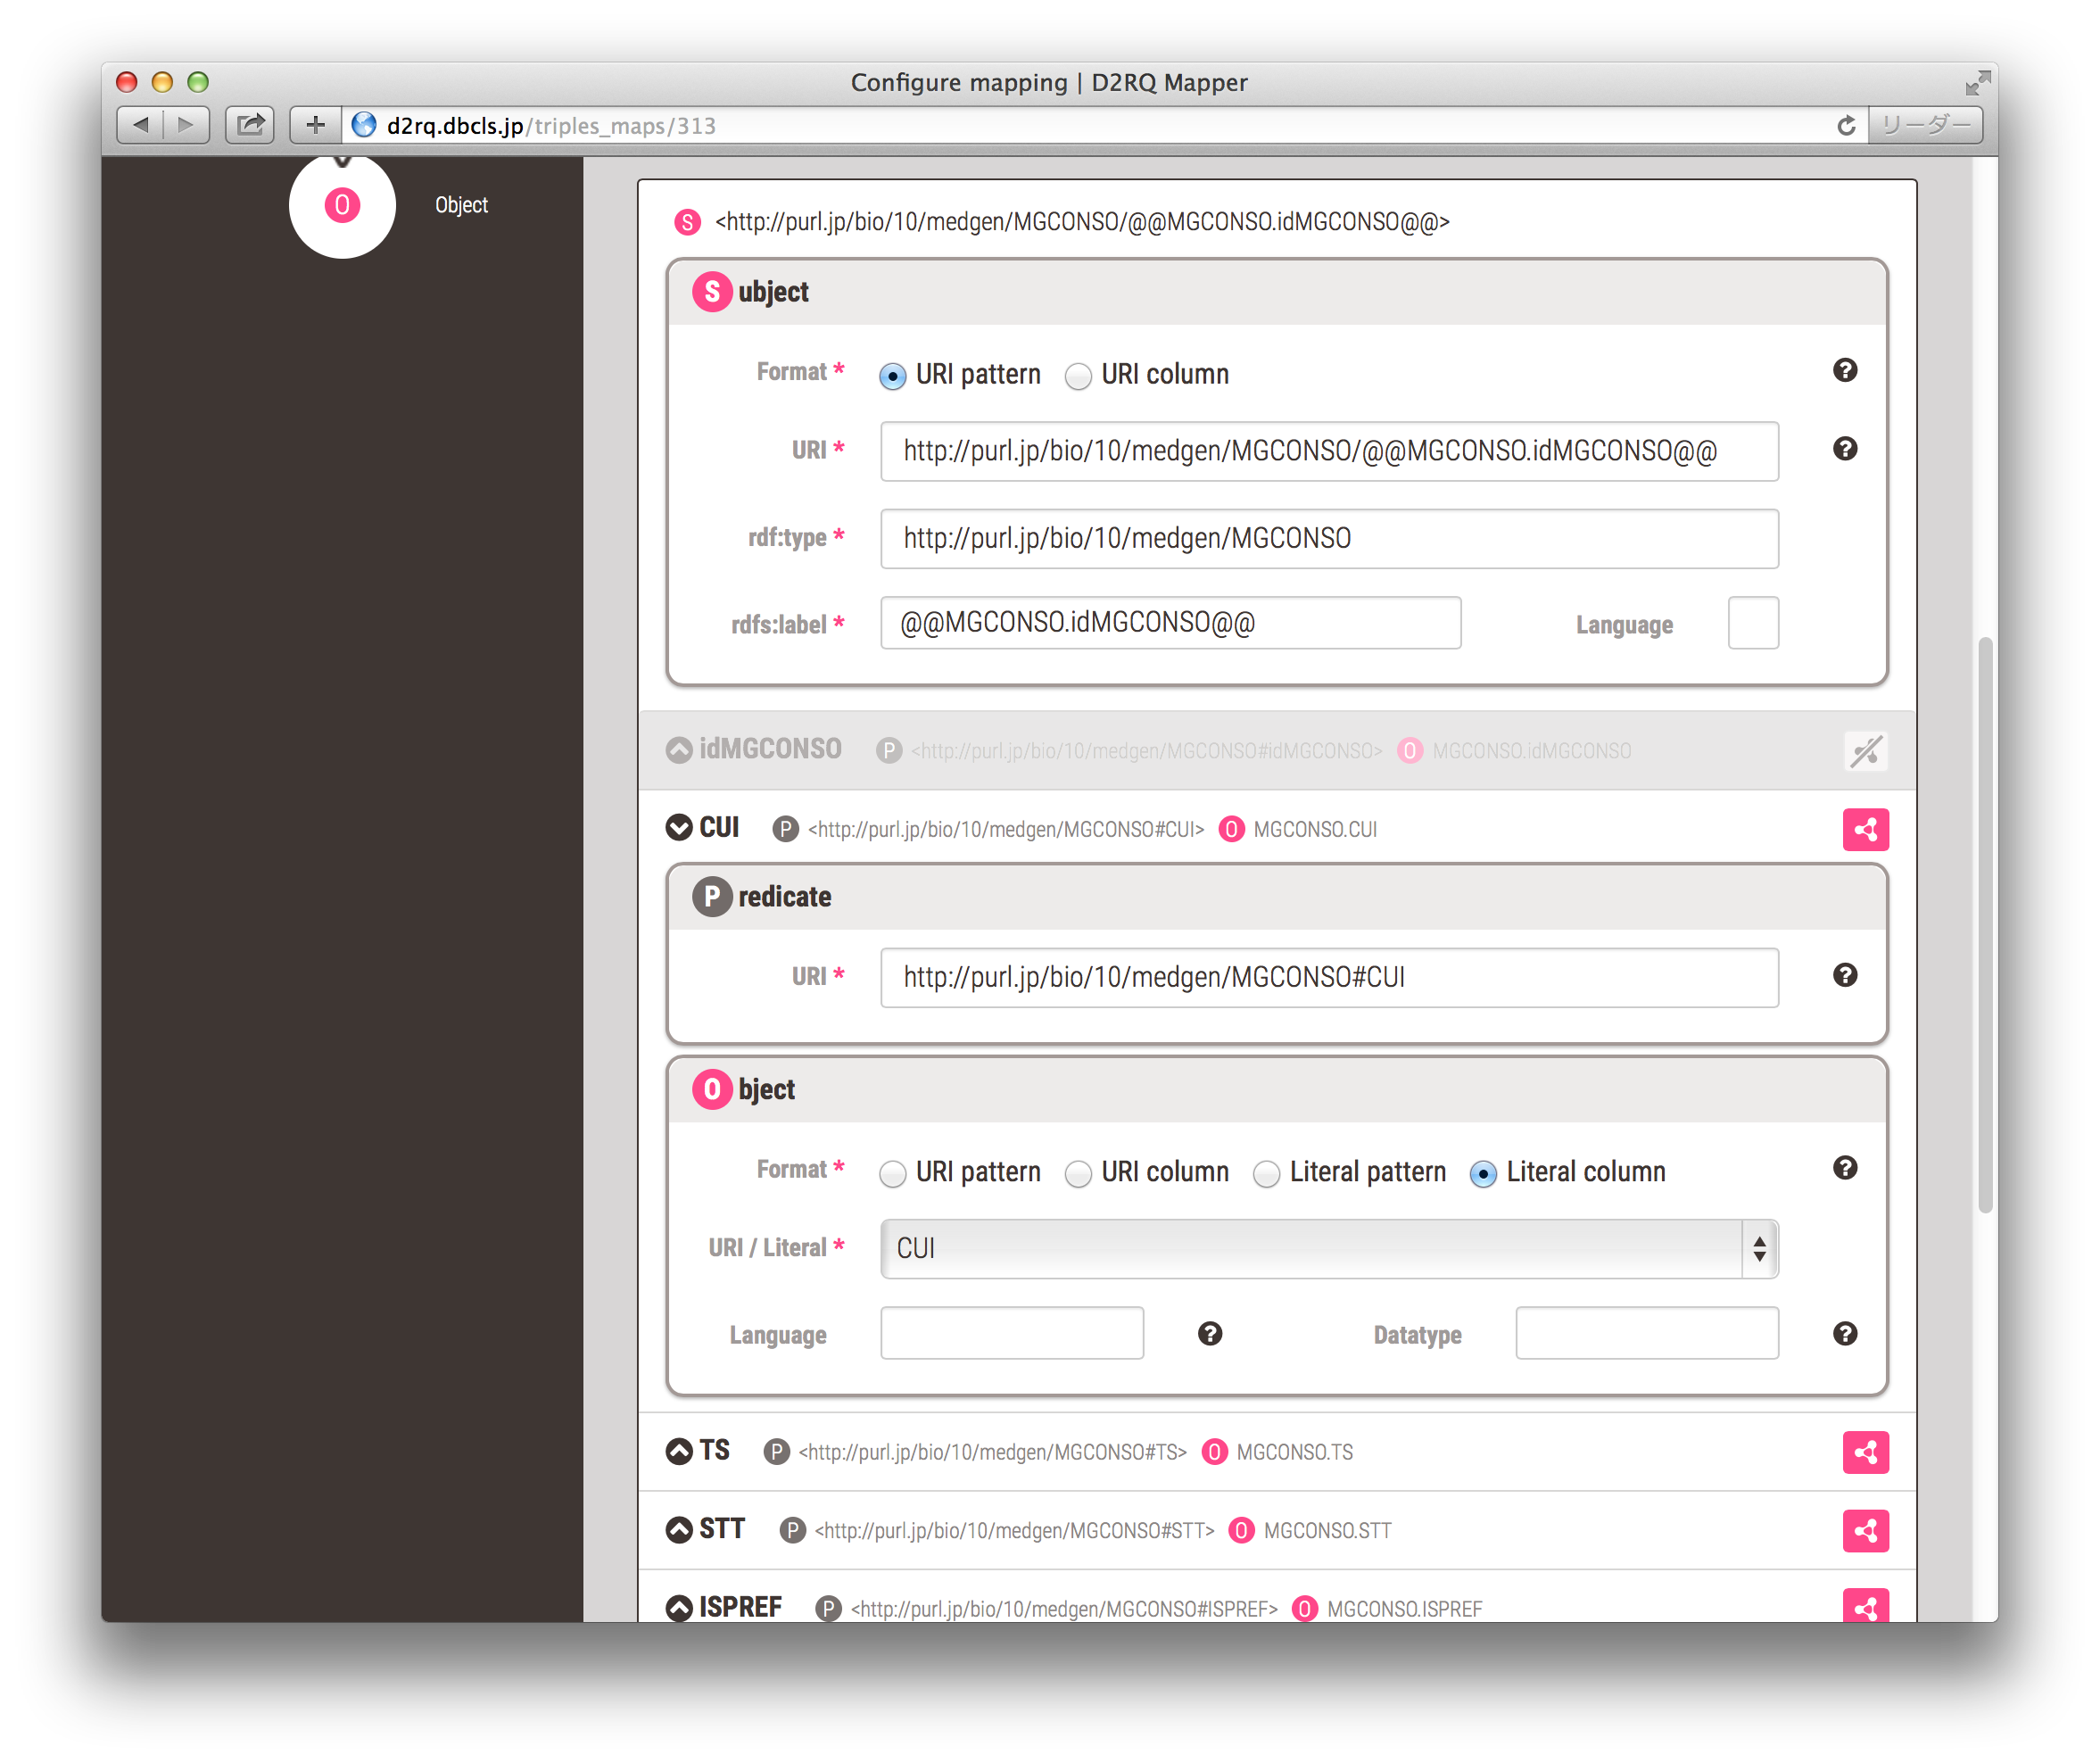 Configure mapping | D2RQ Mapper
d2rq.dbcls.jp/triples_maps/313
リーダー
O Object
S <http://purl.jp/bio/10/medgen/MGCONSO/@@MGCONSO.idMGCONSO@@>
Subject
Format * URI pattern URI column ?
URI * http://purl.jp/bio/10/medgen/MGCONSO/@@MGCONSO.idMGCONSO@@ ?
rdf:type * http://purl.jp/bio/10/medgen/MGCONSO
rdfs:label * @@MGCONSO.idMGCONSO@@ Language
idMGCONSO P <http://purl.jp/bio/10/medgen/MGCONSO#idMGCONSO> O MGCONSO.idMGCONSO
CUI P <http://purl.jp/bio/10/medgen/MGCONSO#CUI> O MGCONSO.CUI
Predicate
URI * http://purl.jp/bio/10/medgen/MGCONSO#CUI ?
Object
Format * URI pattern URI column Literal pattern Literal column ?
URI / Literal * CUI
Language ? Datatype ?
TS P <http://purl.jp/bio/10/medgen/MGCONSO#TS> O MGCONSO.TS
STT P <http://purl.jp/bio/10/medgen/MGCONSO#STT> O MGCONSO.STT
ISPREF P <http://purl.jp/bio/10/medgen/MGCONSO#ISPREF> O MGCONSO.ISPREF